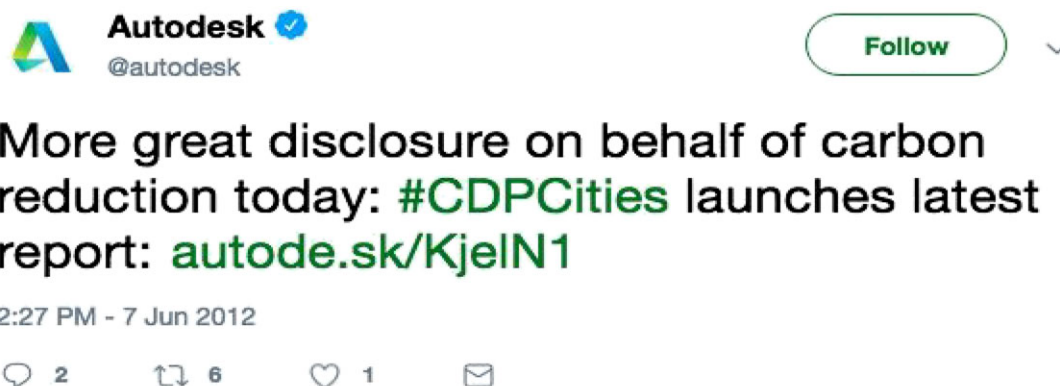 Autodesk
@autodesk
Follow
More great disclosure on behalf of carbon
reduction today: #CDPCities launches latest
report: autode.sk/KjelN1
2:27 PM - 7 Jun 2012
2 6 1